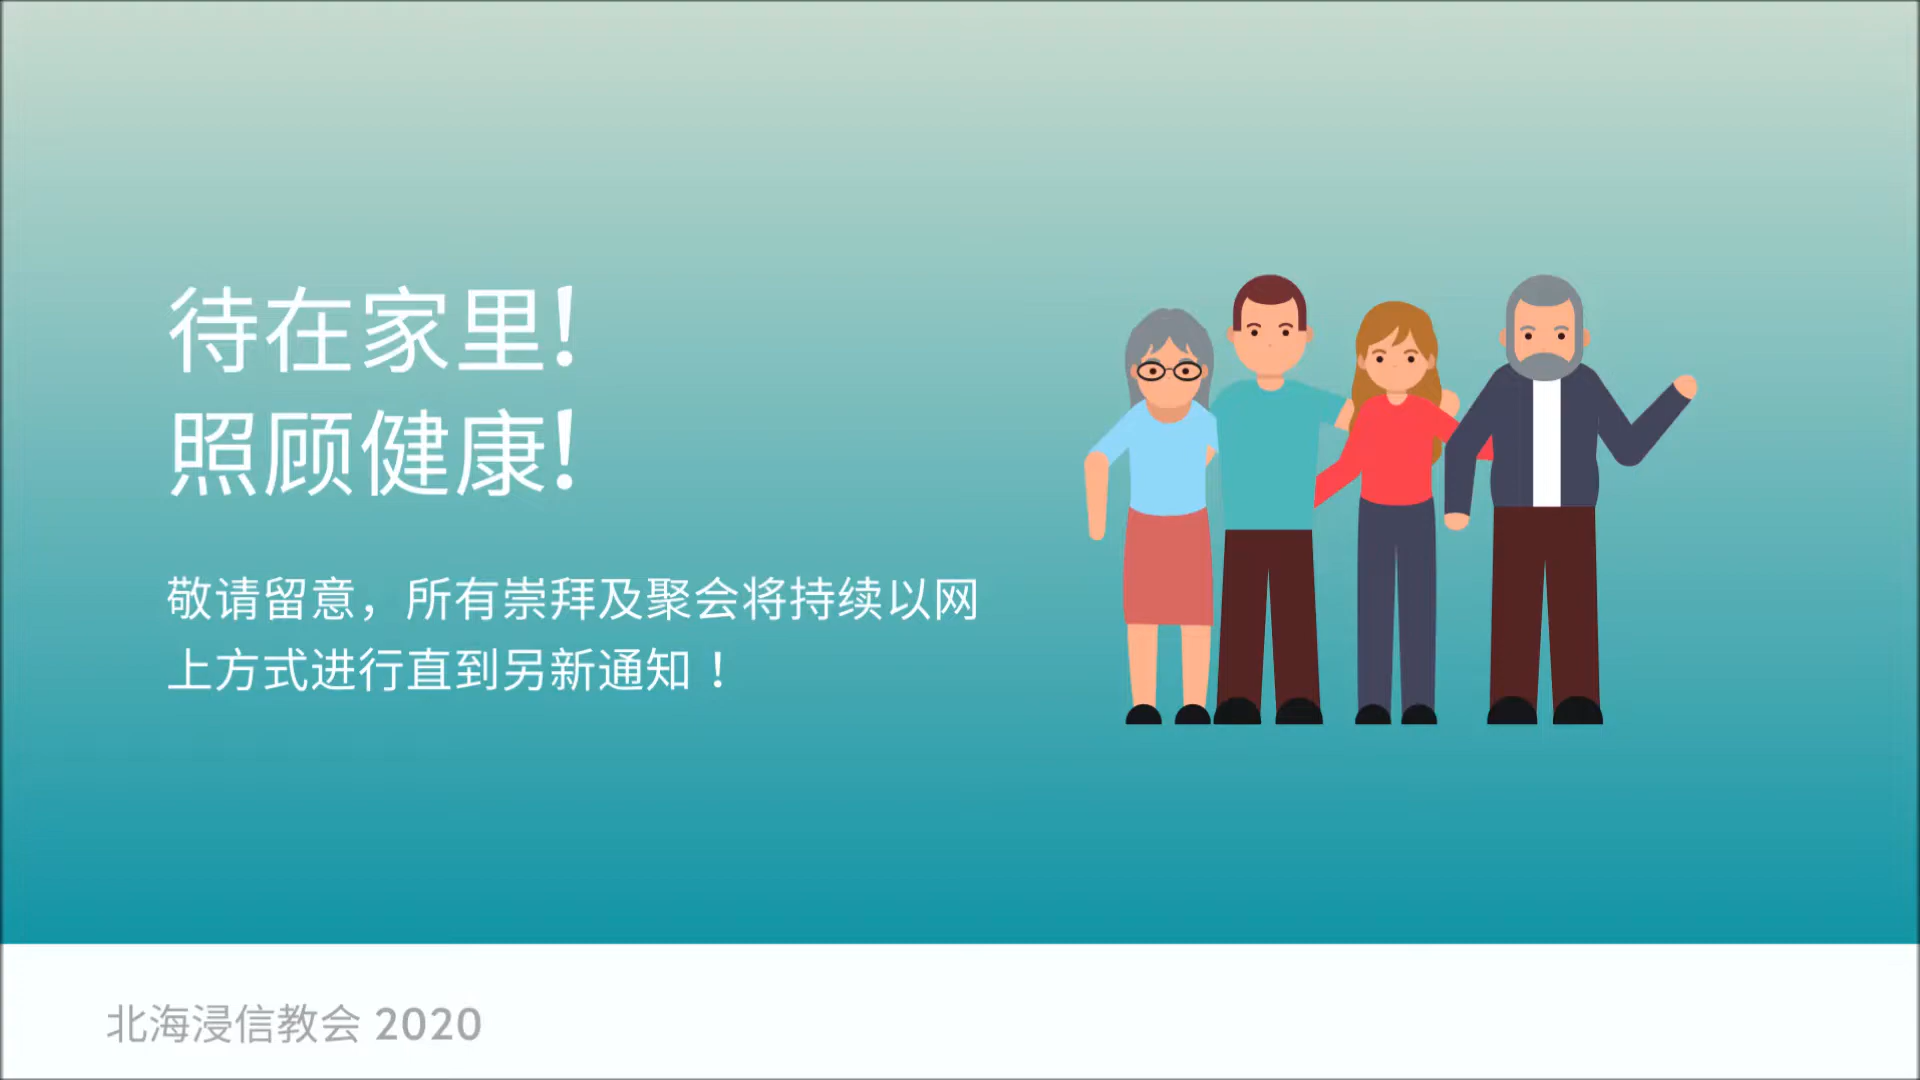 待在家里!
照顾健康!
敬请留意，所有崇拜及聚会将持续以网
上方式进行直到另新通知！
北海浸信教会 2020